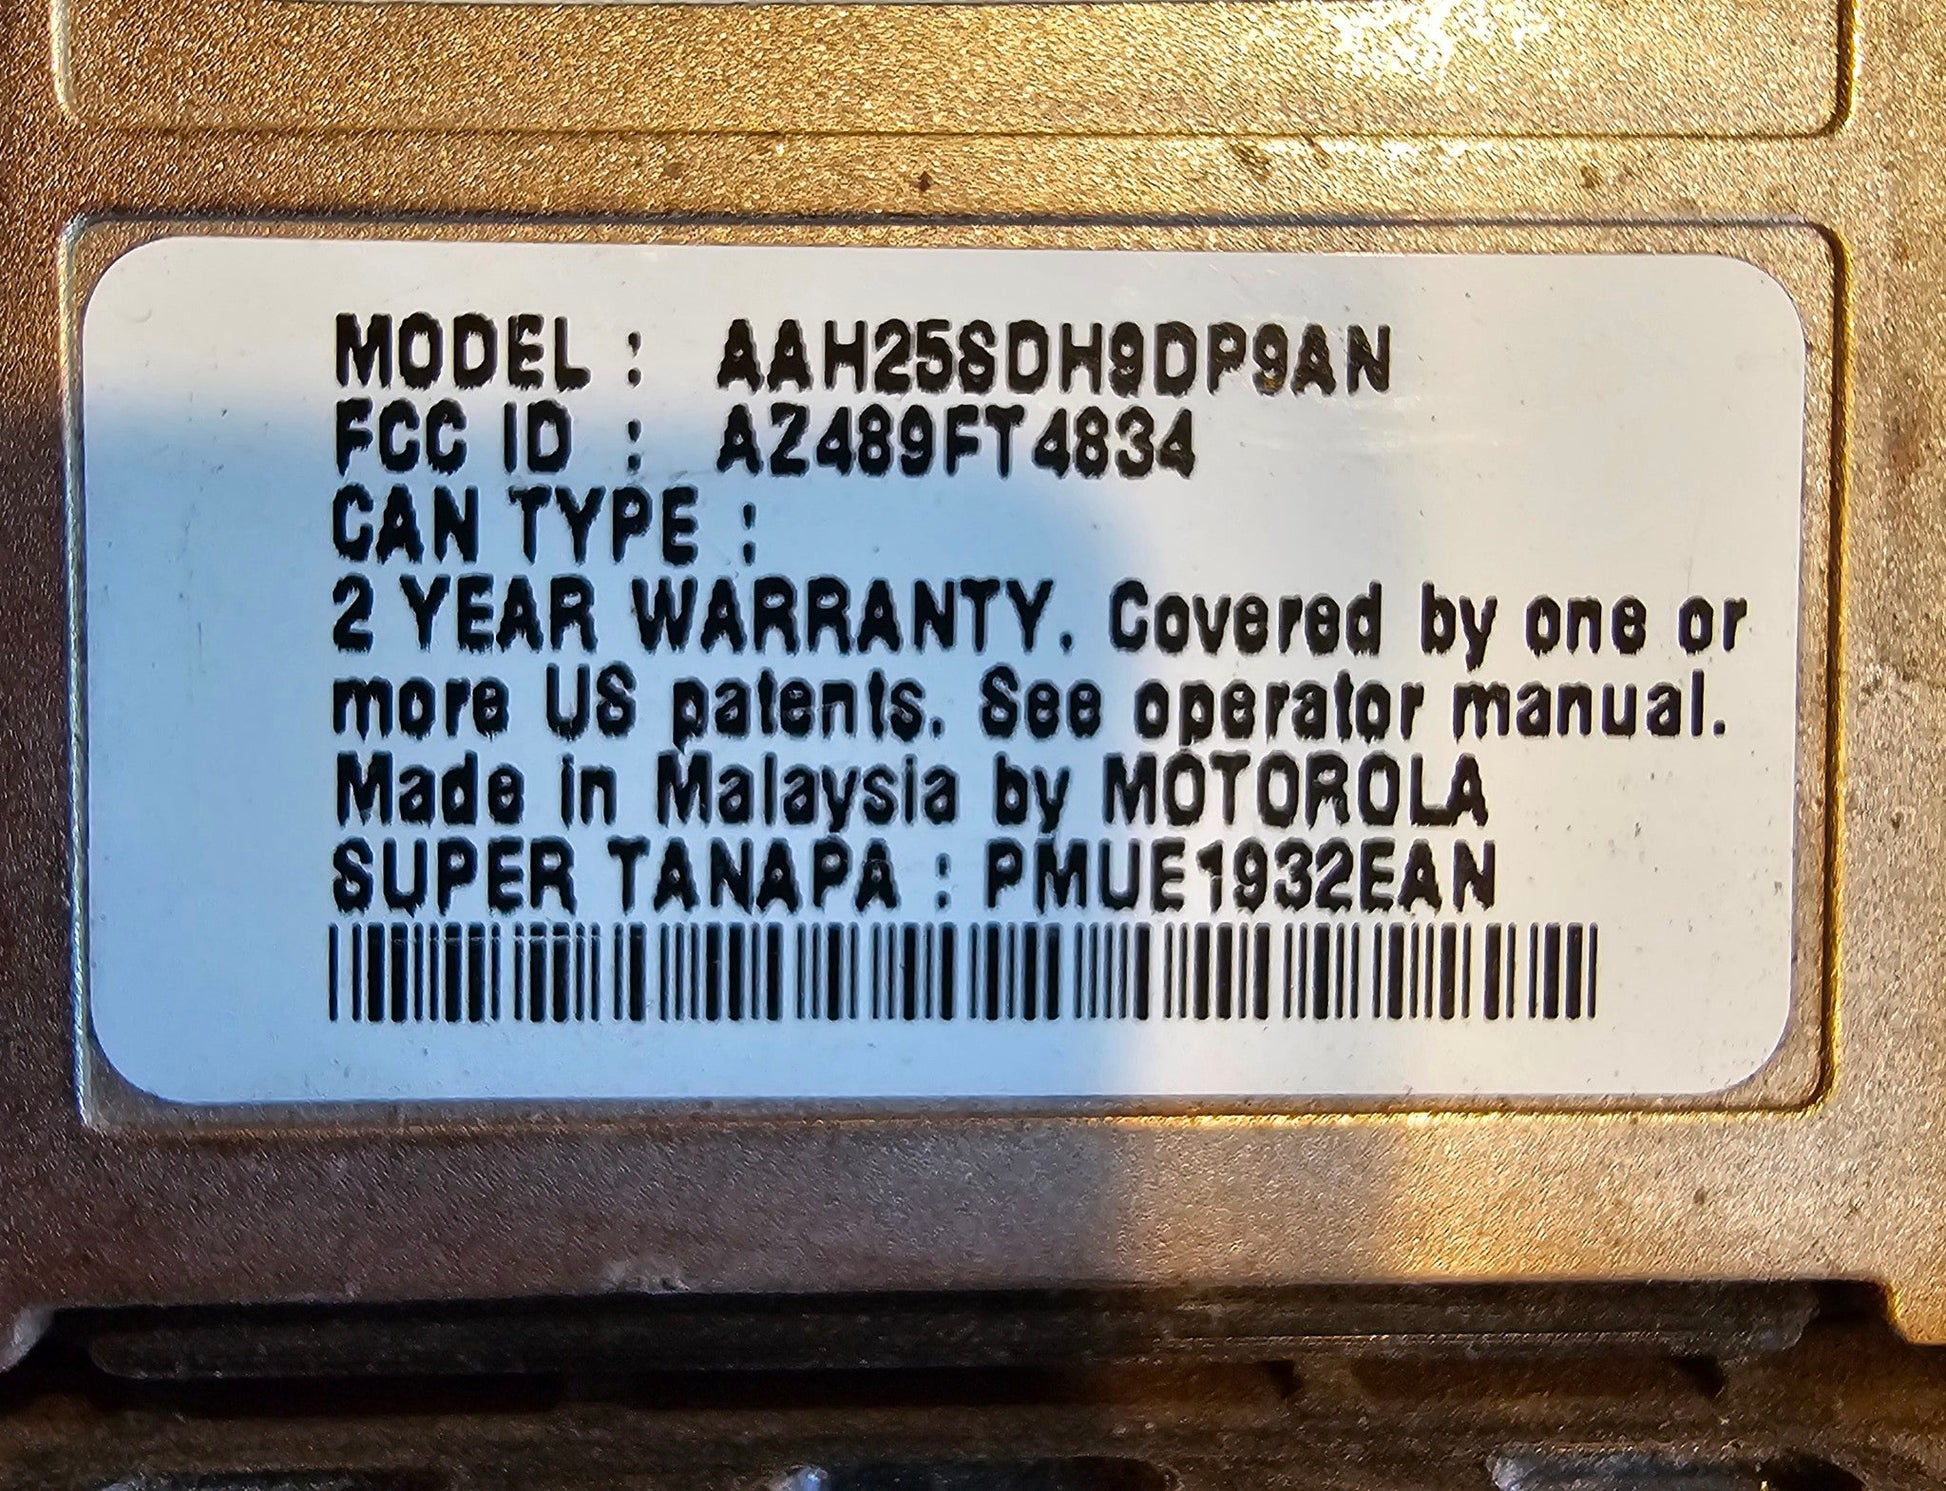 MODEL : AAH25SDH9DP9AN
FCC ID : AZ489FT4834
CAN TYPE :
2 YEAR WARRANTY. Covered by one or
more US patents. See operator manual.
Made in Malaysia by MOTOROLA
SUPER TANAPA : PMUE1932EAN